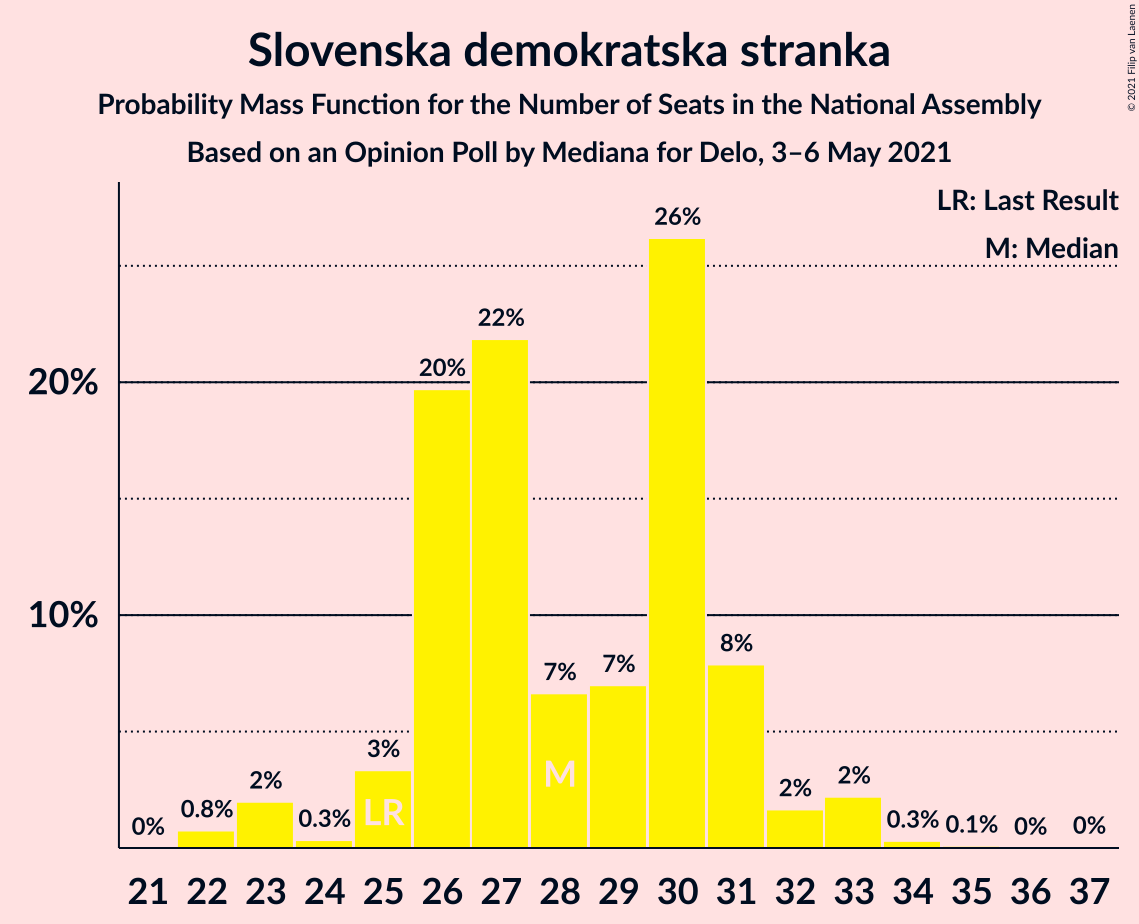 Slovenska demokratska stranka
Probability Mass Function for the Number of Seats in the National Assembly
Based on an Opinion Poll by Mediana for Delo, 3–6 May 2021
© 2021 Filip van Laenen
LR: Last Result
M: Median
20%
10%
0%
0.8%
2%
0.3%
3%
20%
22%
7%
7%
26%
8%
2%
2%
0.3%
0.1%
0%
0%
LR
M
21 22 23 24 25 26 27 28 29 30 31 32 33 34 35 36 37